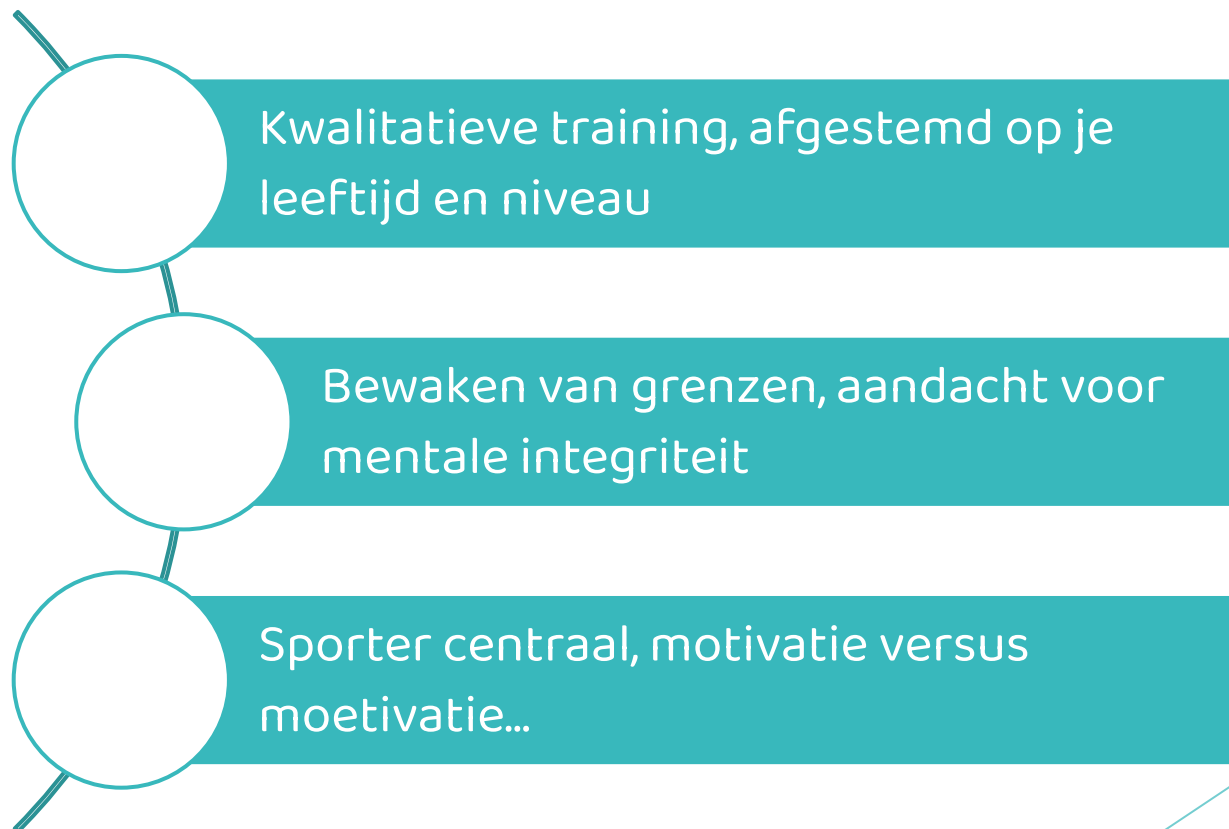 Kwalitatieve training, afgestemd op je
leeftijd en niveau
Bewaken van grenzen, aandacht voor
mentale integriteit
Sporter centraal, motivatie versus
moetivatie...